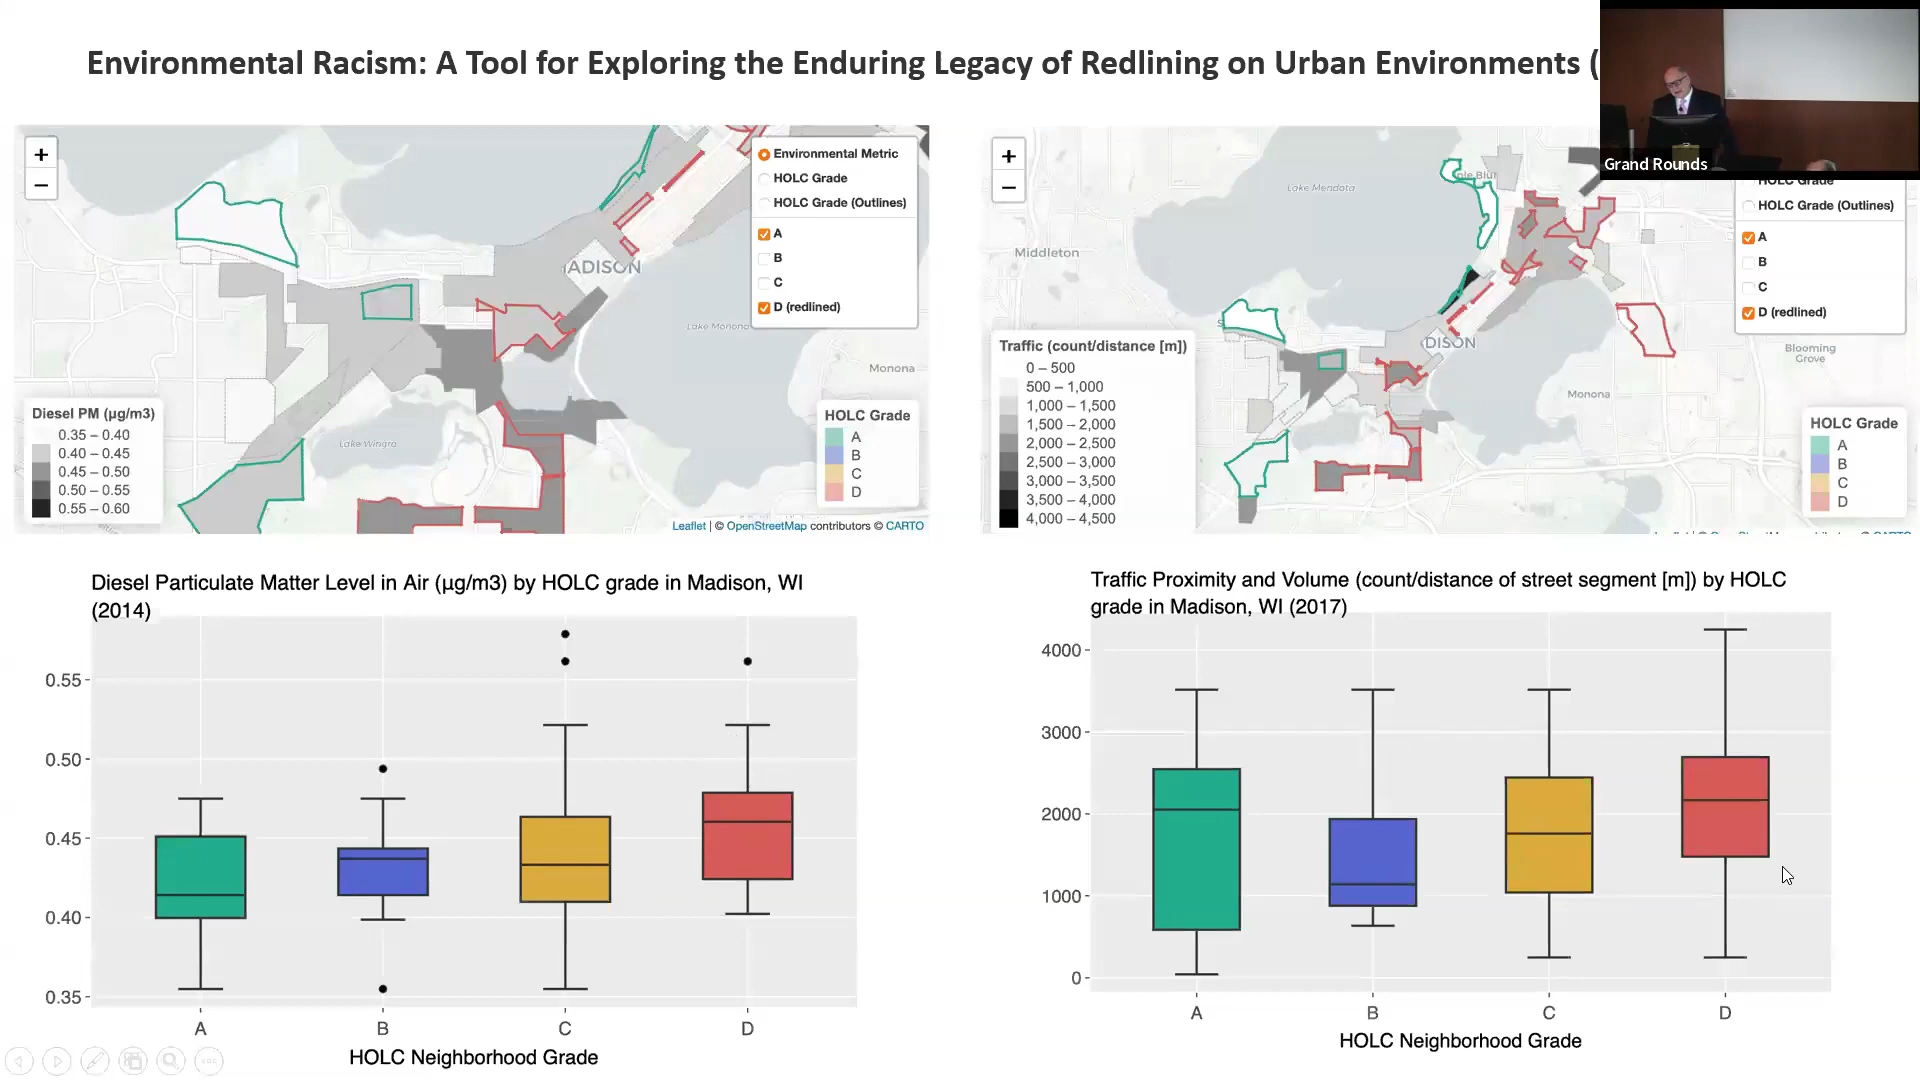 Environmental Racism: A Tool for Exploring the Enduring Legacy of Redlining on Urban Environments (
Grand Rounds
+
−
Environmental Metric
HOLC Grade
HOLC Grade (Outlines)
A
B
C
D (redlined)
ADISON
Lake Monona
Monona
Lake Wingra
Diesel PM (μg/m3)
0.35 – 0.40
0.40 – 0.45
0.45 – 0.50
0.50 – 0.55
0.55 – 0.60
HOLC Grade
A
B
C
D
Leaflet | © OpenStreetMap contributors © CARTO
+
−
HOLC Grade
HOLC Grade (Outlines)
A
B
C
D (redlined)
Lake Mendota
Middleton
DISON
Monona
Blooming
Grove
Traffic (count/distance [m])
0 – 500
500 – 1,000
1,000 – 1,500
1,500 – 2,000
2,000 – 2,500
2,500 – 3,000
3,000 – 3,500
3,500 – 4,000
4,000 – 4,500
HOLC Grade
A
B
C
D
Diesel Particulate Matter Level in Air (μg/m3) by HOLC grade in Madison, WI
(2014)
0.55
0.50
0.45
0.40
0.35
A B C D
HOLC Neighborhood Grade
Traffic Proximity and Volume (count/distance of street segment [m]) by HOLC
grade in Madison, WI (2017)
4000
3000
2000
1000
0
A B C D
HOLC Neighborhood Grade